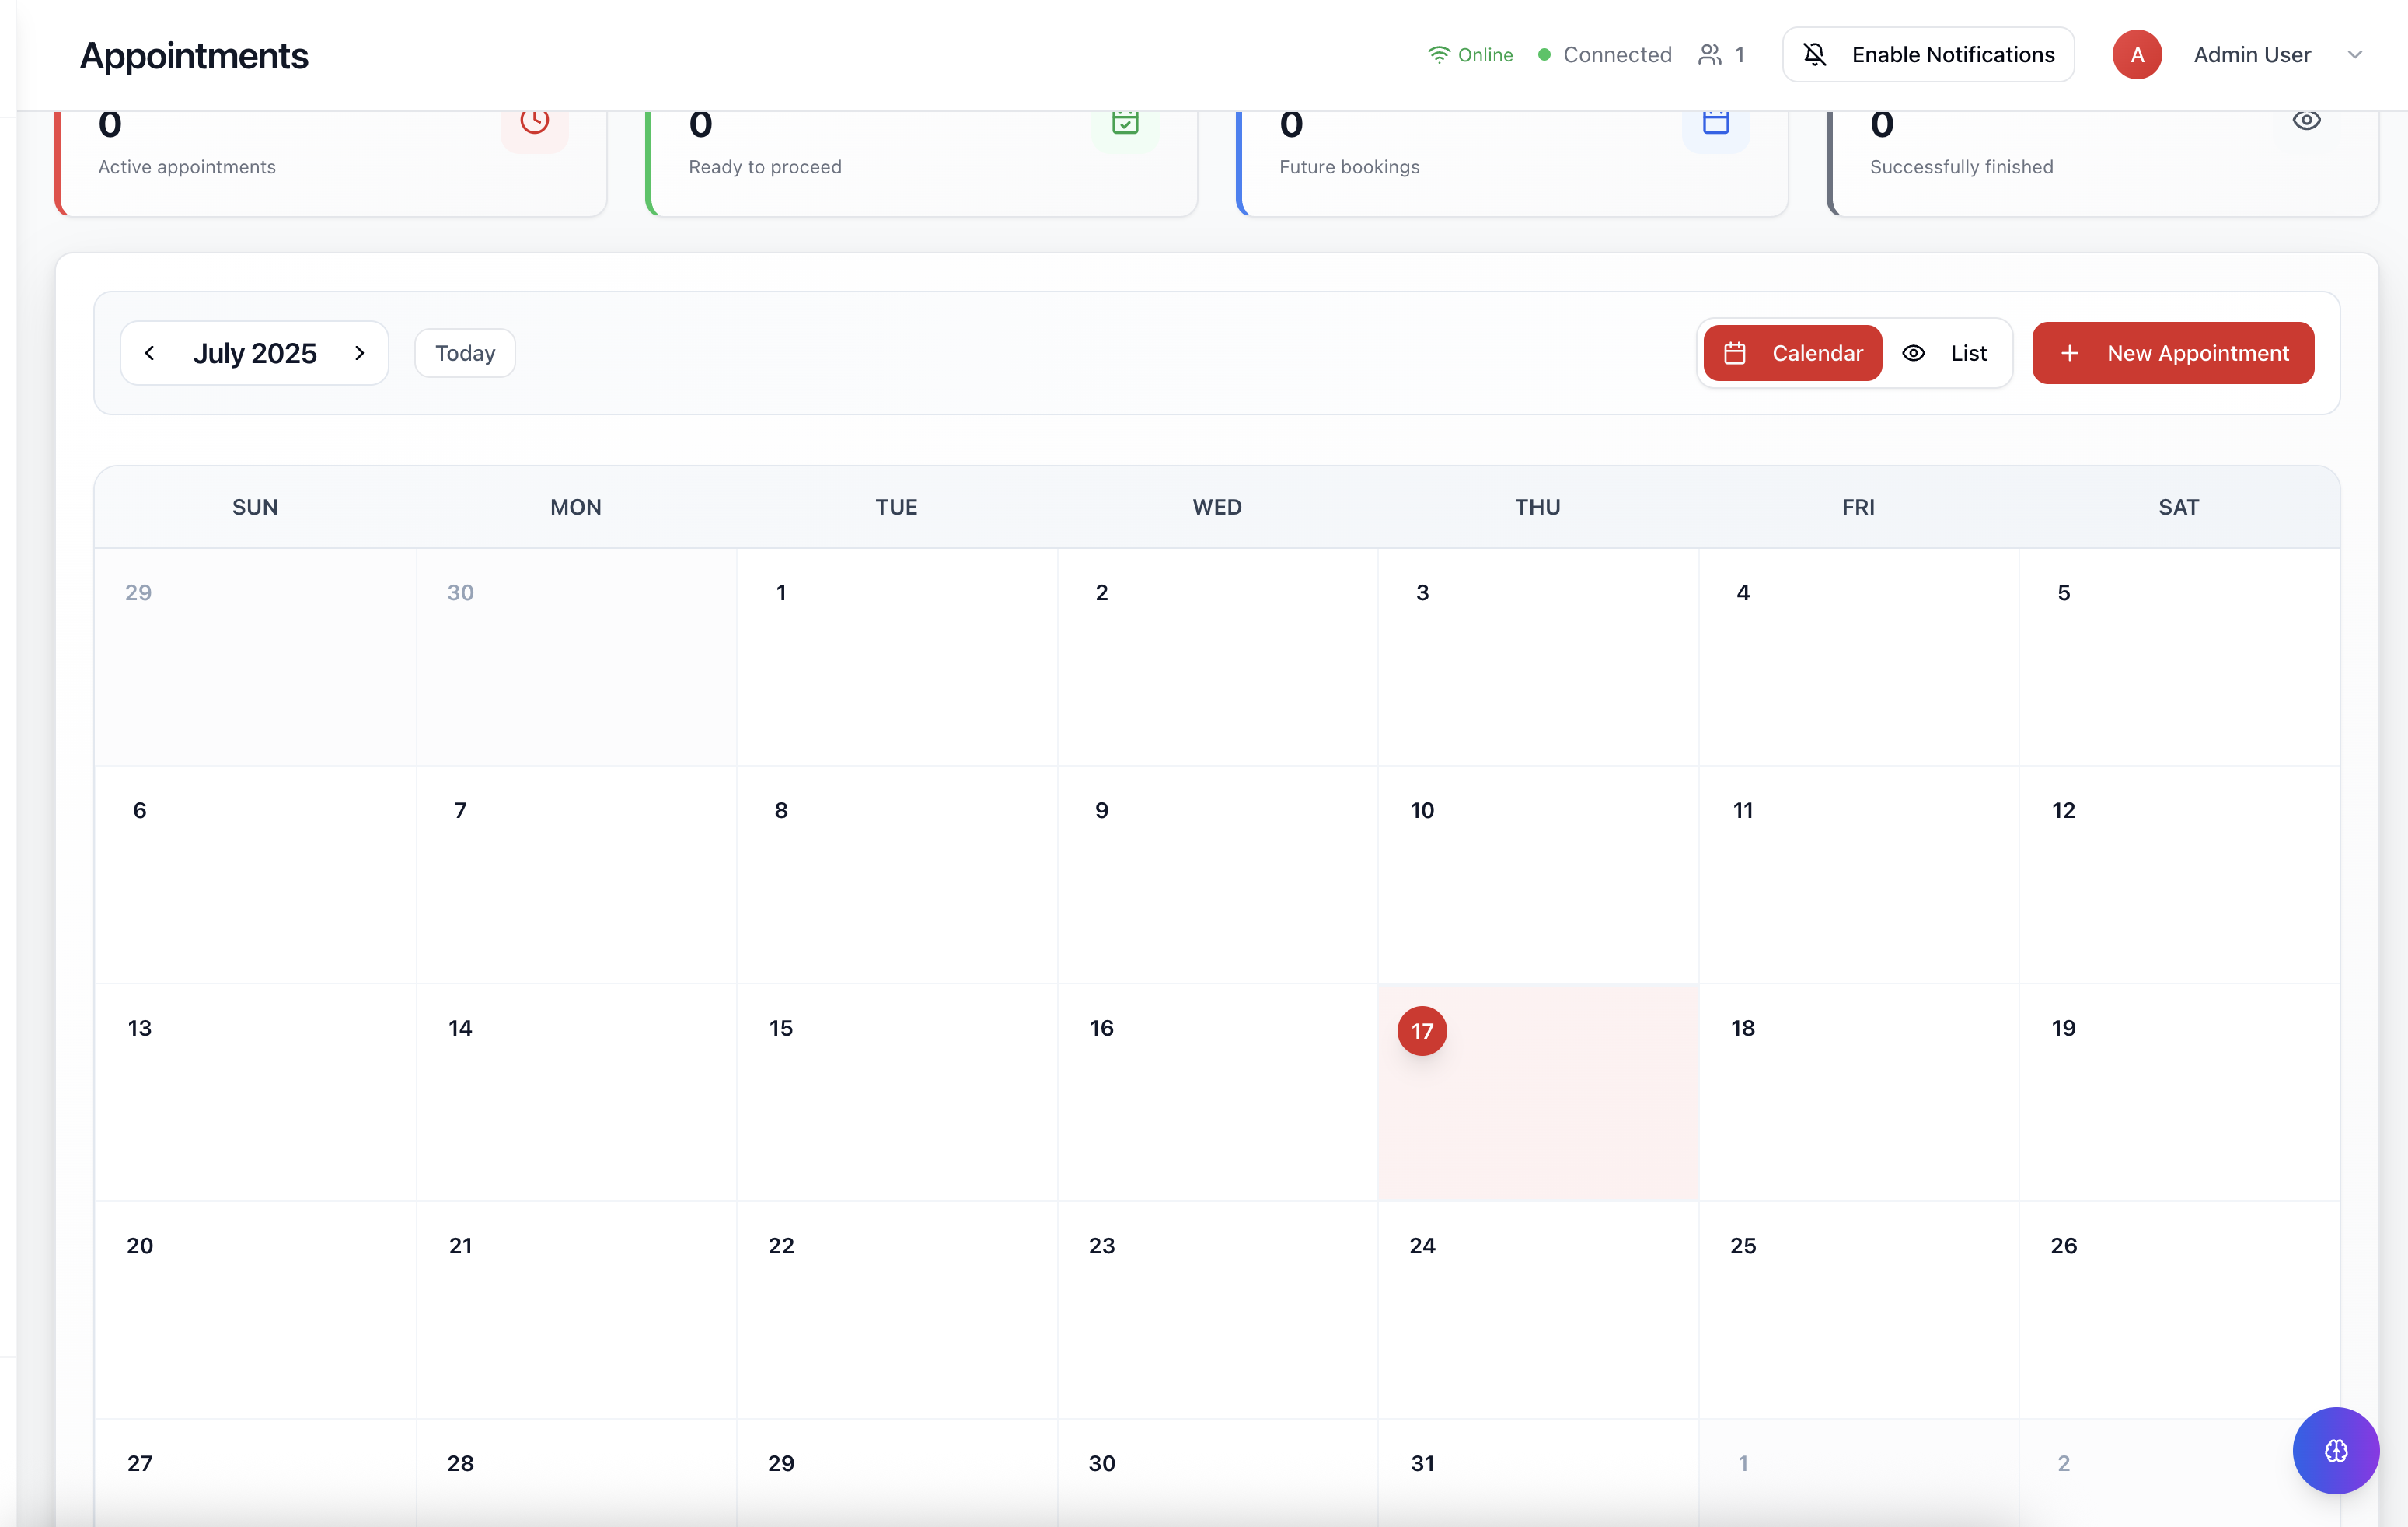 Appointments
Online
Connected
1
Enable Notifications
A
Admin User
0
Active appointments
0
Ready to proceed
0
Future bookings
0
Successfully finished
July 2025
Today
Calendar
List
New Appointment
SUN MON TUE WED THU FRI SAT
29 30 1 2 3 4 5
6 7 8 9 10 11 12
13 14 15 16 17 18 19
20 21 22 23 24 25 26
27 28 29 30 31 1 2